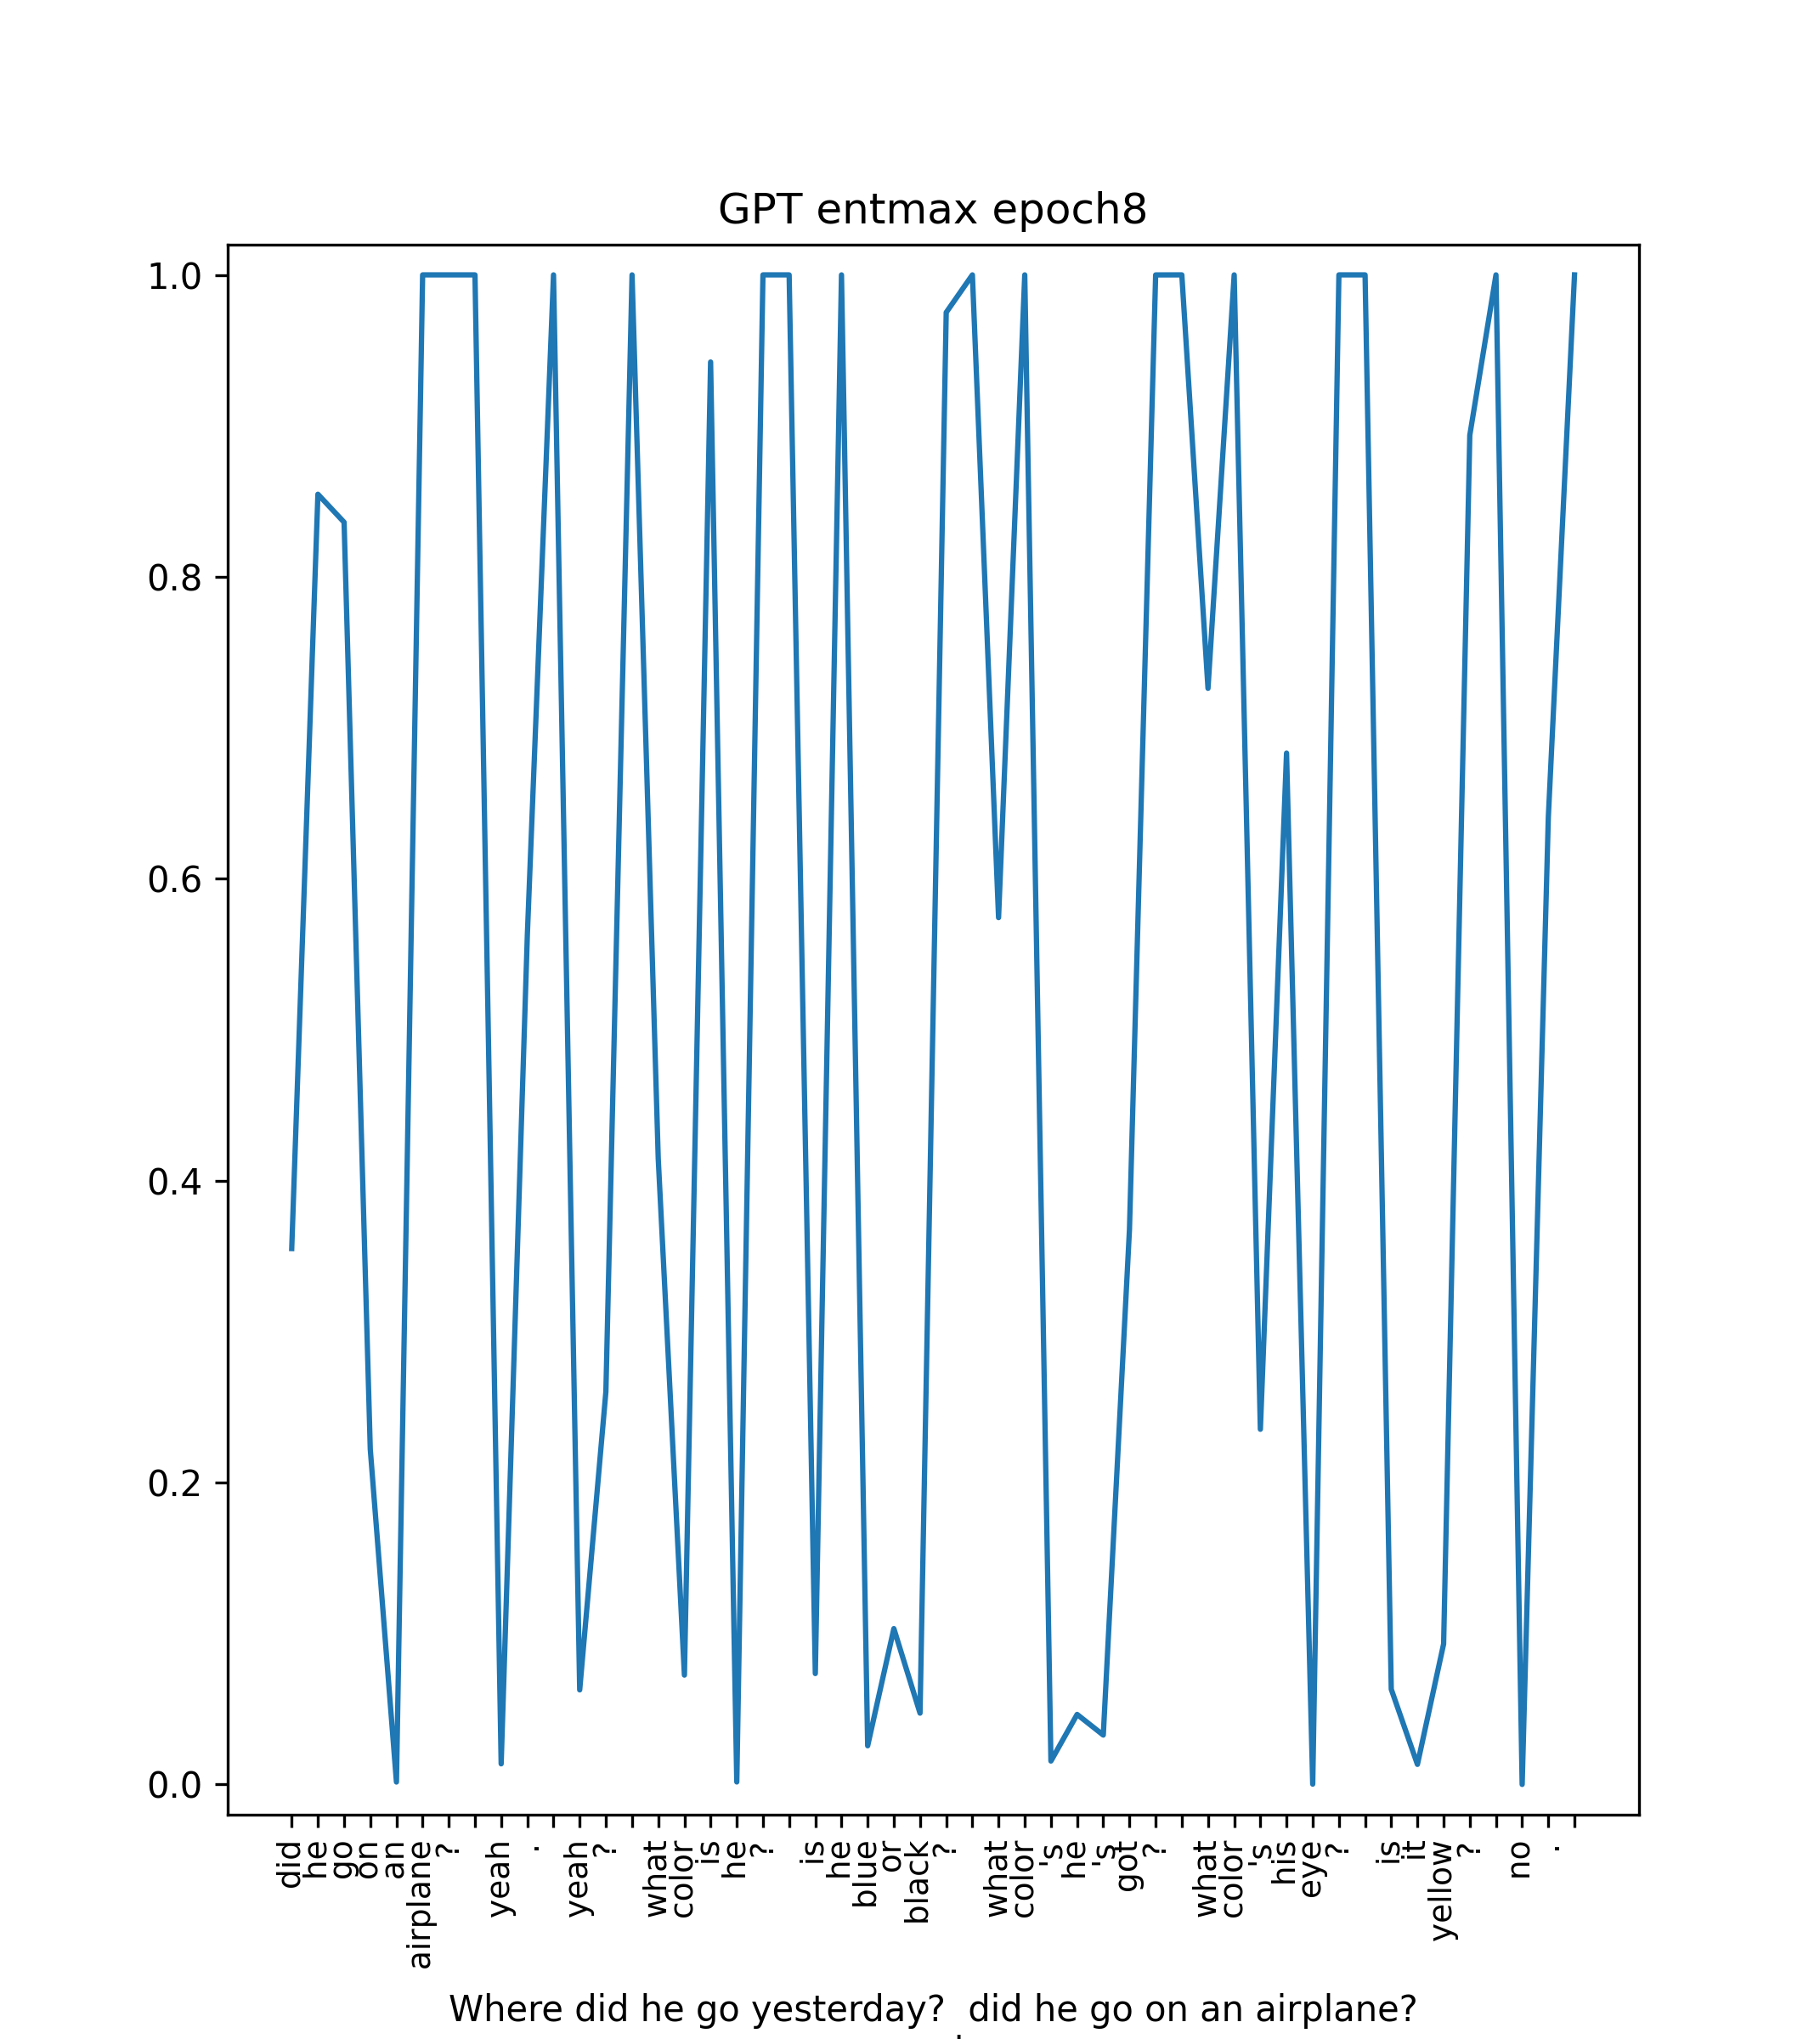 GPT entmax epoch8
1.0
0.8
0.6
0.4
0.2
0.0
did
he
go
on
an
airplane
?
yeah
.
yeah
?
what
color
is
he
?
is
he
blue
or
black
?
what
color
's
he
's
got
?
what
color
's
his
eye
?
is
it
yellow
?
no
.
Where did he go yesterday?  did he go on an airplane?